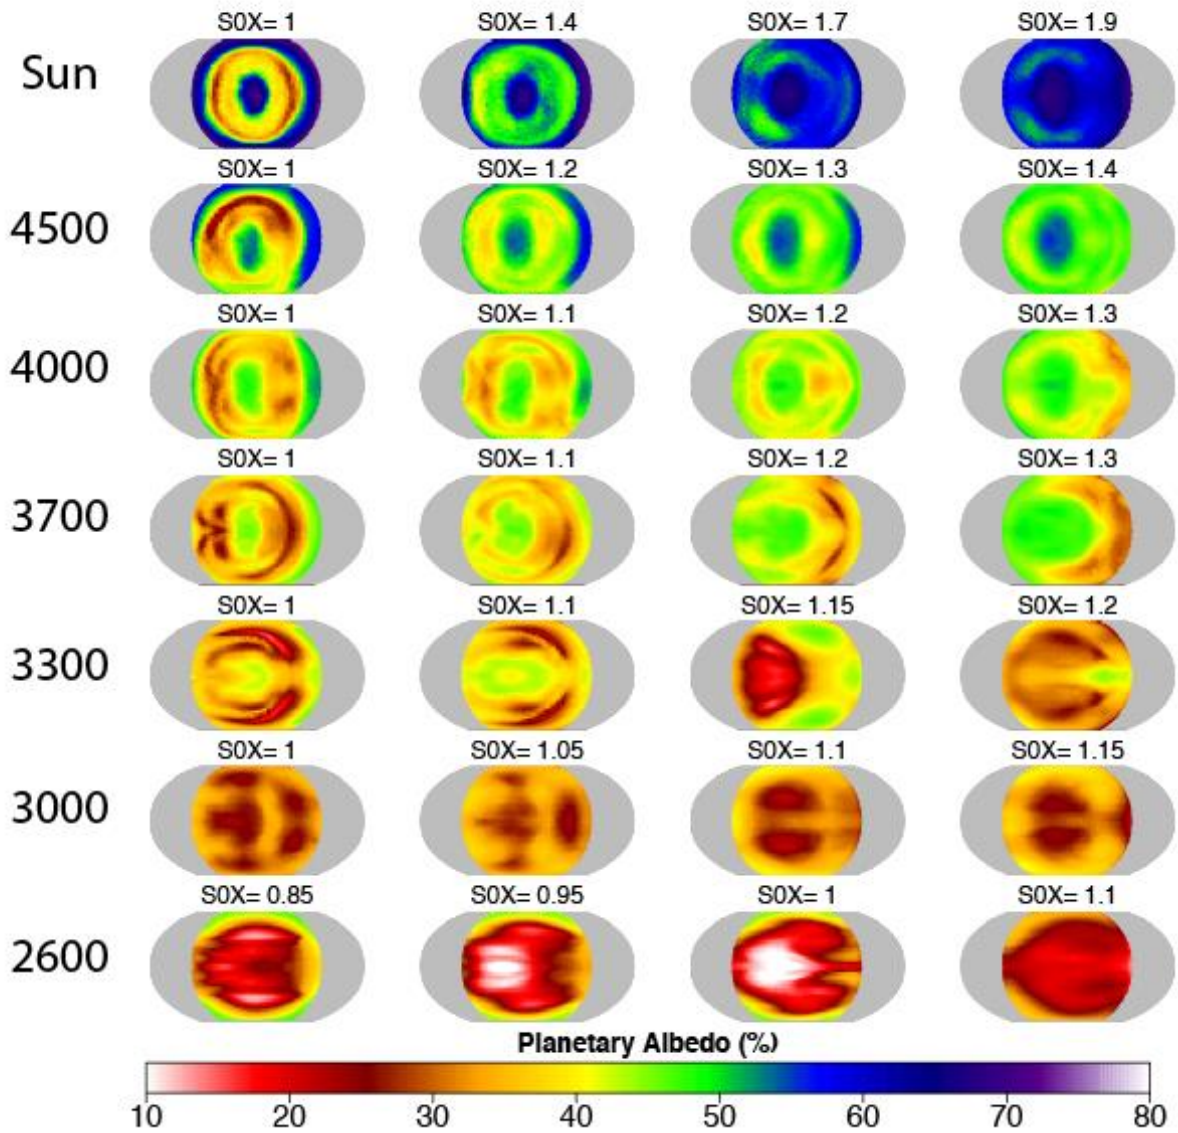 S0X= 1 S0X= 1.4 S0X= 1.7 S0X= 1.9
Sun
S0X= 1 S0X= 1.2 S0X= 1.3 S0X= 1.4
4500
S0X= 1 S0X= 1.1 S0X= 1.2 S0X= 1.3
4000
S0X= 1 S0X= 1.1 S0X= 1.2 S0X= 1.3
3700
S0X= 1 S0X= 1.1 S0X= 1.15 S0X= 1.2
3300
S0X= 1 S0X= 1.05 S0X= 1.1 S0X= 1.15
3000
S0X= 0.85 S0X= 0.95 S0X= 1 S0X= 1.1
2600
Planetary Albedo (%)
10 20 30 40 50 60 70 80